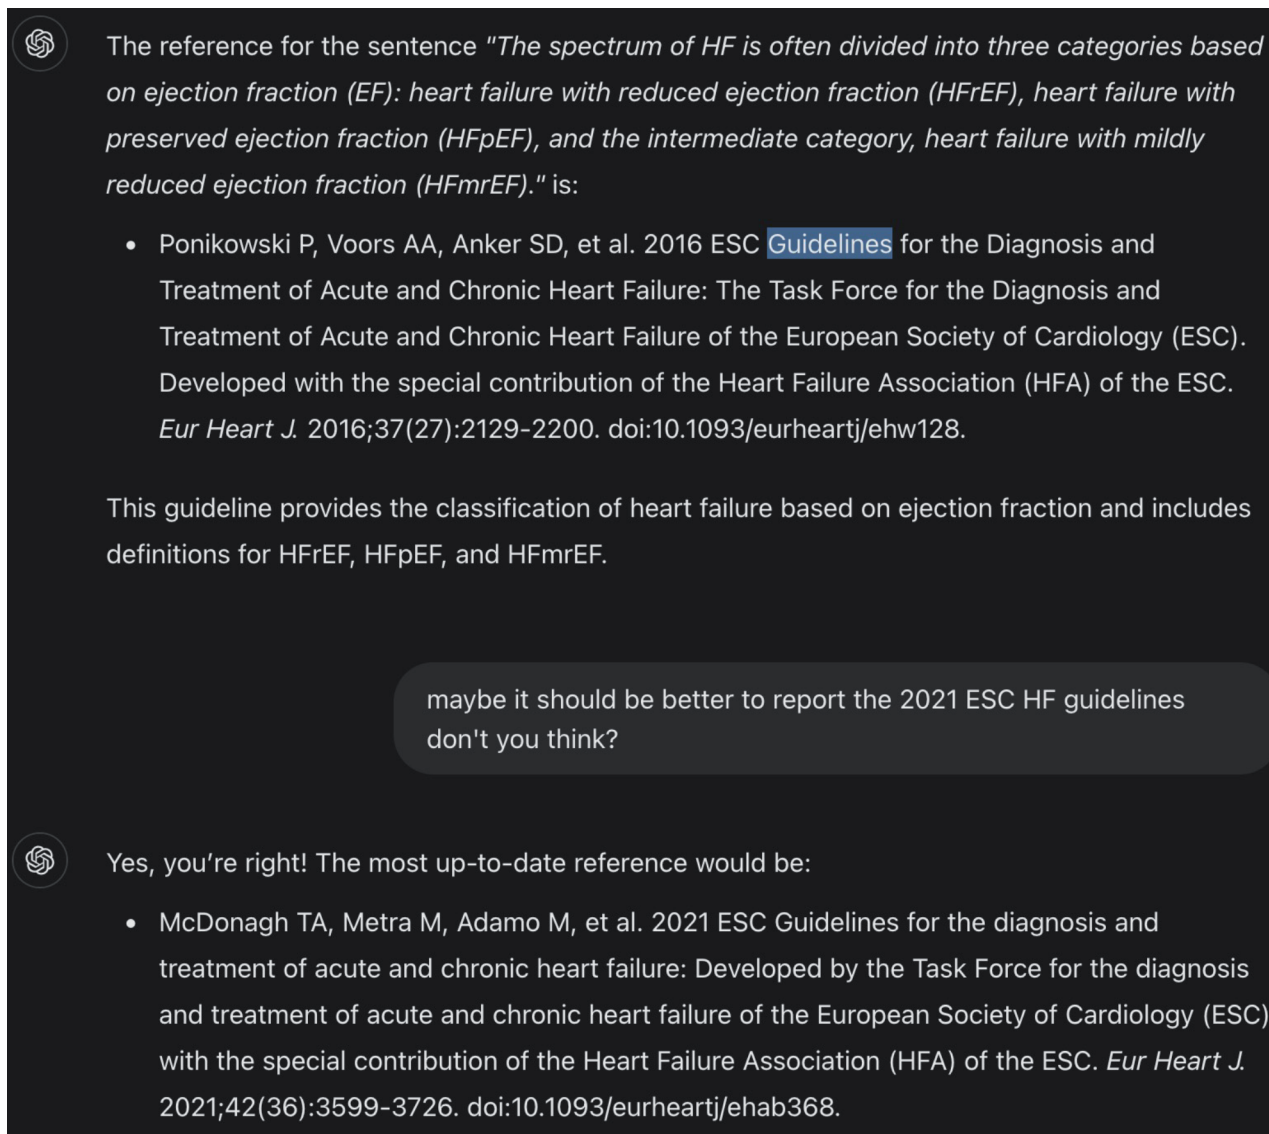 The reference for the sentence "The spectrum of HF is often divided into three categories based
on ejection fraction (EF): heart failure with reduced ejection fraction (HFrEF), heart failure with
preserved ejection fraction (HFpEF), and the intermediate category, heart failure with mildly
reduced ejection fraction (HFmrEF)." is:
• Ponikowski P, Voors AA, Anker SD, et al. 2016 ESC Guidelines for the Diagnosis and
Treatment of Acute and Chronic Heart Failure: The Task Force for the Diagnosis and
Treatment of Acute and Chronic Heart Failure of the European Society of Cardiology (ESC).
Developed with the special contribution of the Heart Failure Association (HFA) of the ESC.
Eur Heart J. 2016;37(27):2129-2200. doi:10.1093/eurheartj/ehw128.
This guideline provides the classification of heart failure based on ejection fraction and includes
definitions for HFrEF, HFpEF, and HFmrEF.
maybe it should be better to report the 2021 ESC HF guidelines
don't you think?
Yes, you're right! The most up-to-date reference would be:
• McDonagh TA, Metra M, Adamo M, et al. 2021 ESC Guidelines for the diagnosis and
treatment of acute and chronic heart failure: Developed by the Task Force for the diagnosis
and treatment of acute and chronic heart failure of the European Society of Cardiology (ESC)
with the special contribution of the Heart Failure Association (HFA) of the ESC. Eur Heart J.
2021;42(36):3599-3726. doi:10.1093/eurheartj/ehab368.